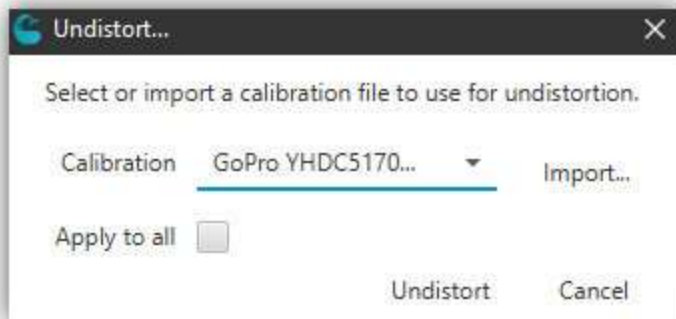 Undistort...
Select or import a calibration file to use for undistortion.
Calibration GoPro YHDC5170... Import...
Apply to all
Undistort Cancel